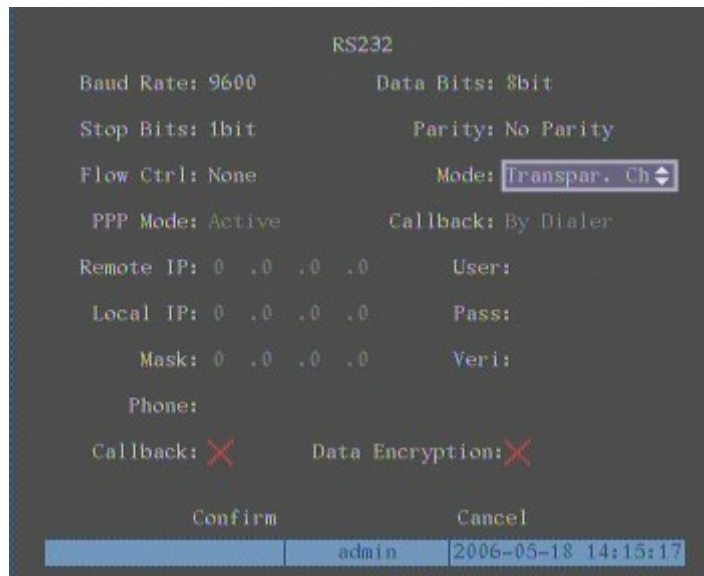 RS232
Baud Rate: 9600 Data Bits: 8bit
Stop Bits: 1bit Parity: No Parity
Flow Ctrl: None Mode: Transpar. Ch
PPP Mode: Active Callback: By Dialer
Remote IP: 0 .0 .0 .0 User:
Local IP: 0 .0 .0 .0 Pass:
Mask: 0 .0 .0 .0 Veri:
Phone:
Callback: Data Encryption:
Confirm Cancel
admin 2006-05-18 14:15:17